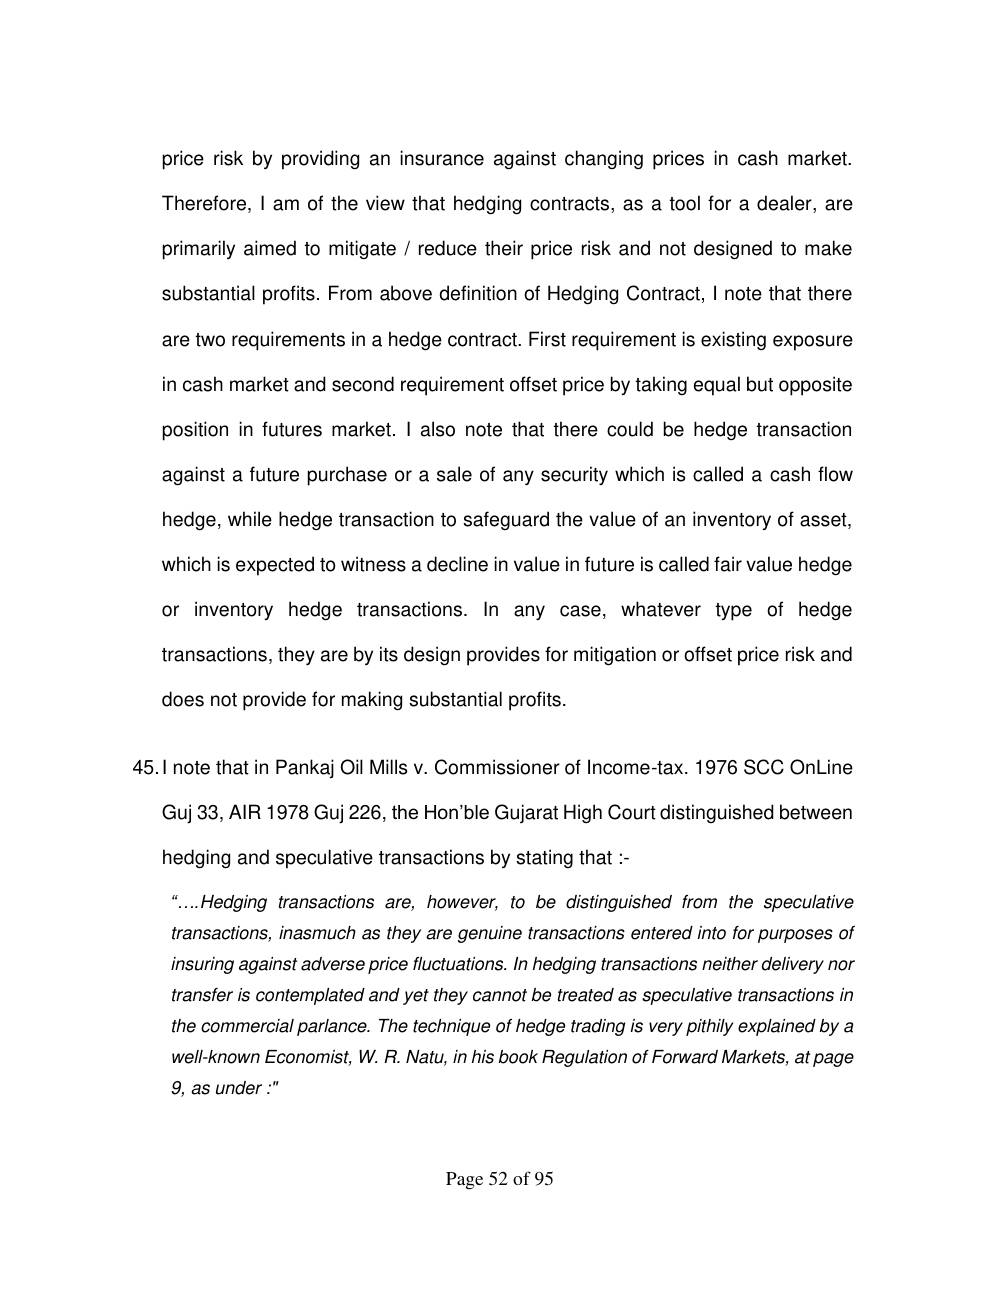 price risk by providing an insurance against changing prices in cash market.
Therefore, I am of the view that hedging contracts, as a tool for a dealer, are
primarily aimed to mitigate / reduce their price risk and not designed to make
substantial profits. From above definition of Hedging Contract, I note that there
are two requirements in a hedge contract. First requirement is existing exposure
in cash market and second requirement offset price by taking equal but opposite
position in futures market. I also note that there could be hedge transaction
against a future purchase or a sale of any security which is called a cash flow
hedge, while hedge transaction to safeguard the value of an inventory of asset,
which is expected to witness a decline in value in future is called fair value hedge
or inventory hedge transactions. In any case, whatever type of hedge
transactions, they are by its design provides for mitigation or offset price risk and
does not provide for making substantial profits.
45. I note that in Pankaj Oil Mills v. Commissioner of Income-tax. 1976 SCC OnLine
Guj 33, AIR 1978 Guj 226, the Hon’ble Gujarat High Court distinguished between
hedging and speculative transactions by stating that :-
“….Hedging transactions are, however, to be distinguished from the speculative
transactions, inasmuch as they are genuine transactions entered into for purposes of
insuring against adverse price fluctuations. In hedging transactions neither delivery nor
transfer is contemplated and yet they cannot be treated as speculative transactions in
the commercial parlance. The technique of hedge trading is very pithily explained by a
well-known Economist, W. R. Natu, in his book Regulation of Forward Markets, at page
9, as under :"
Page 52 of 95